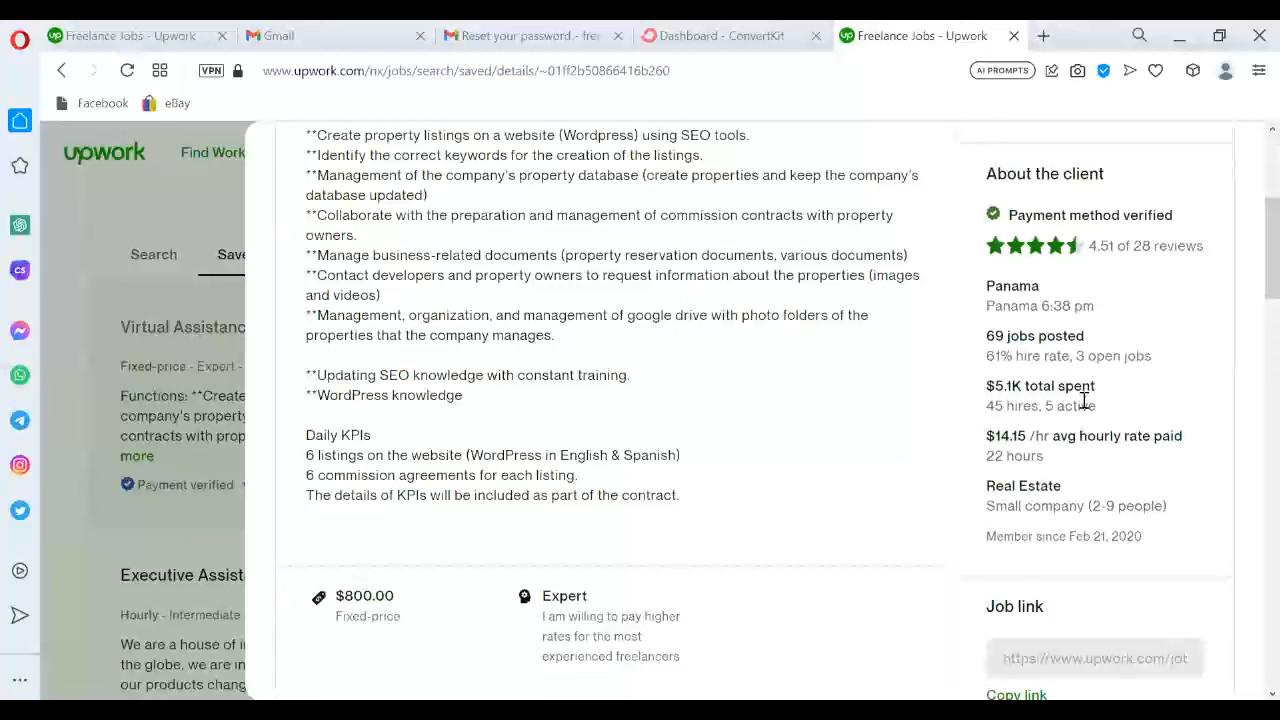 Freelance Jobs - Upwork
Gmail
Reset your password - free
Dashboard - ConvertKit
Freelance Jobs - Upwork
VPN
www.upwork.com/nx/jobs/search/saved/details/~01ff2b50866416b260
AI PROMPTS
Facebook
eBay
upwork
Find Work
Search
Save
Virtual Assistanc
Fixed-price - Expert -
Functions: **Create
company's property
contracts with prop
more
Payment verified
Executive Assist
Hourly - Intermediate
We are a house of i
the globe, we are in
our products chang
**Create property listings on a website (Wordpress) using SEO tools.
**Identify the correct keywords for the creation of the listings.
**Management of the company's property database (create properties and keep the company's
database updated)
**Collaborate with the preparation and management of commission contracts with property
owners.
**Manage business-related documents (property reservation documents, various documents)
**Contact developers and property owners to request information about the properties (images
and videos)
**Management, organization, and management of google drive with photo folders of the
properties that the company manages.
**Updating SEO knowledge with constant training.
**WordPress knowledge
Daily KPIs
6 listings on the website (WordPress in English & Spanish)
6 commission agreements for each listing.
The details of KPIs will be included as part of the contract.
$800.00
Fixed-price
Expert
I am willing to pay higher
rates for the most
experienced freelancers
About the client
Payment method verified
4.51 of 28 reviews
Panama
Panama 6:38 pm
69 jobs posted
61% hire rate, 3 open jobs
$5.1K total spent
45 hires, 5 active
$14.15 /hr avg hourly rate paid
22 hours
Real Estate
Small company (2-9 people)
Member since Feb 21, 2020
Job link
https://www.upwork.com/jot
Copy link